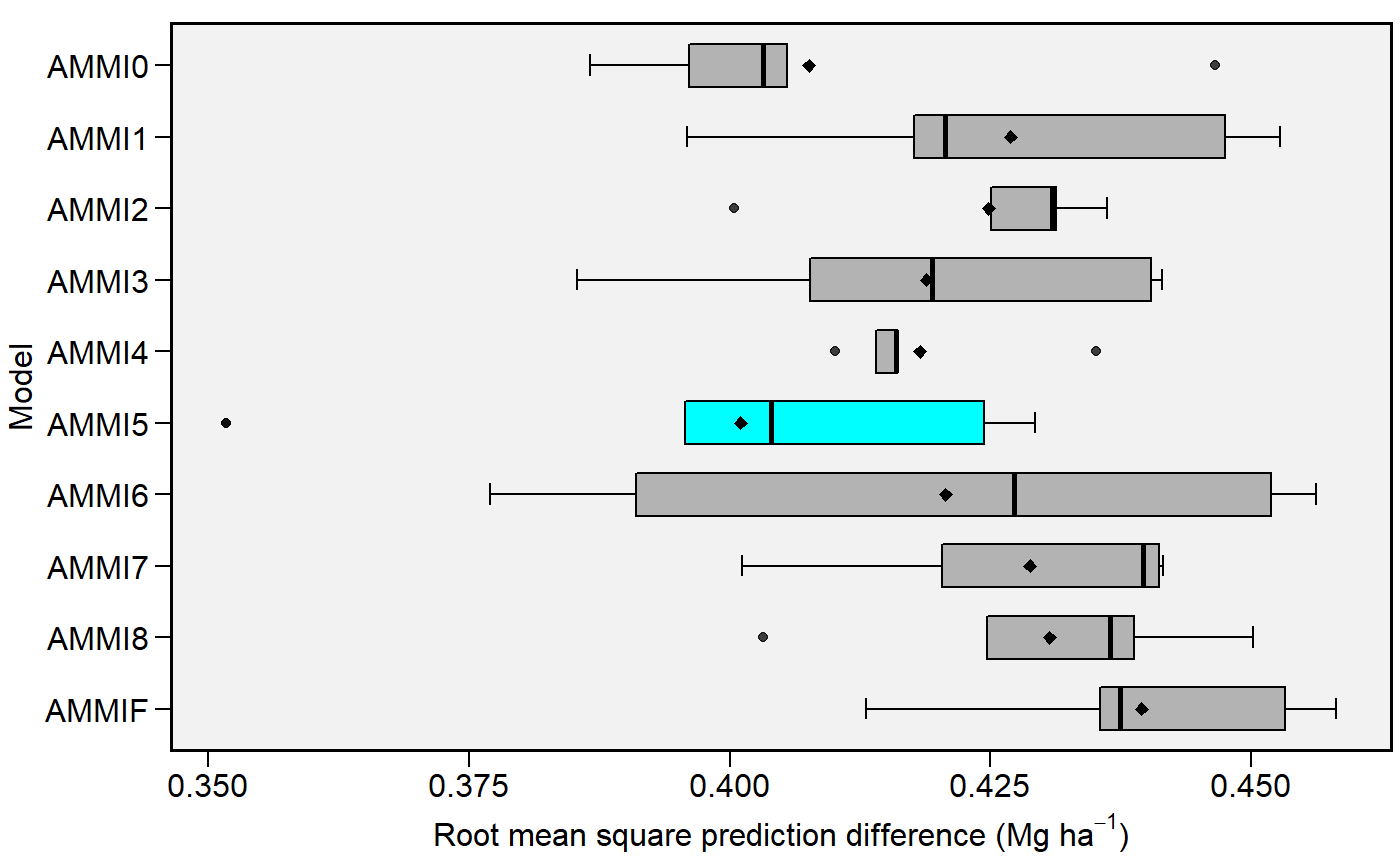 AMMI0
AMMI1
AMMI2
AMMI3
AMMI4
AMMI5
AMMI6
AMMI7
AMMI8
AMMIF
Model
0.350 0.375 0.400 0.425 0.450
Root mean square prediction difference (Mg ha⁻¹)